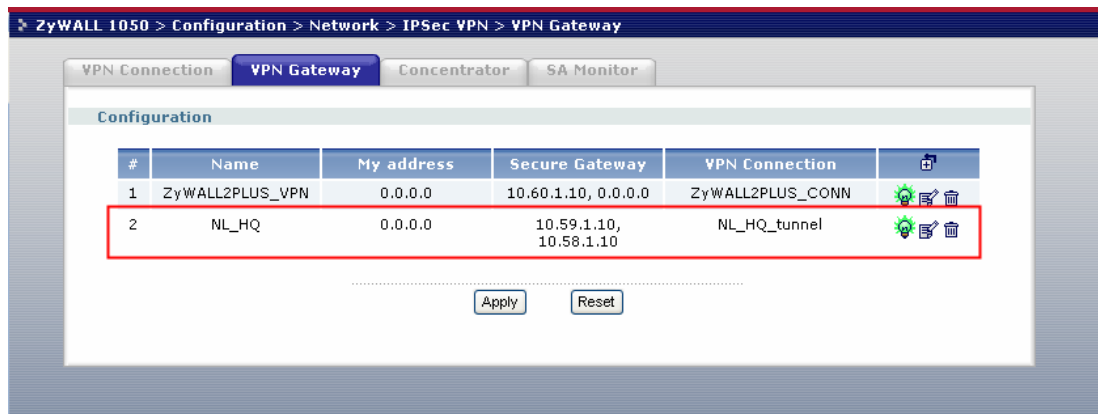 ZyWALL 1050 > Configuration > Network > IPSec VPN > VPN Gateway
VPN Connection VPN Gateway Concentrator SA Monitor
Configuration
# Name My address Secure Gateway VPN Connection
1 ZyWALL2PLUS_VPN 0.0.0.0 10.60.1.10, 0.0.0.0 ZyWALL2PLUS_CONN
2 NL_HQ 0.0.0.0 10.59.1.10, NL_HQ_tunnel
10.58.1.10
Apply Reset